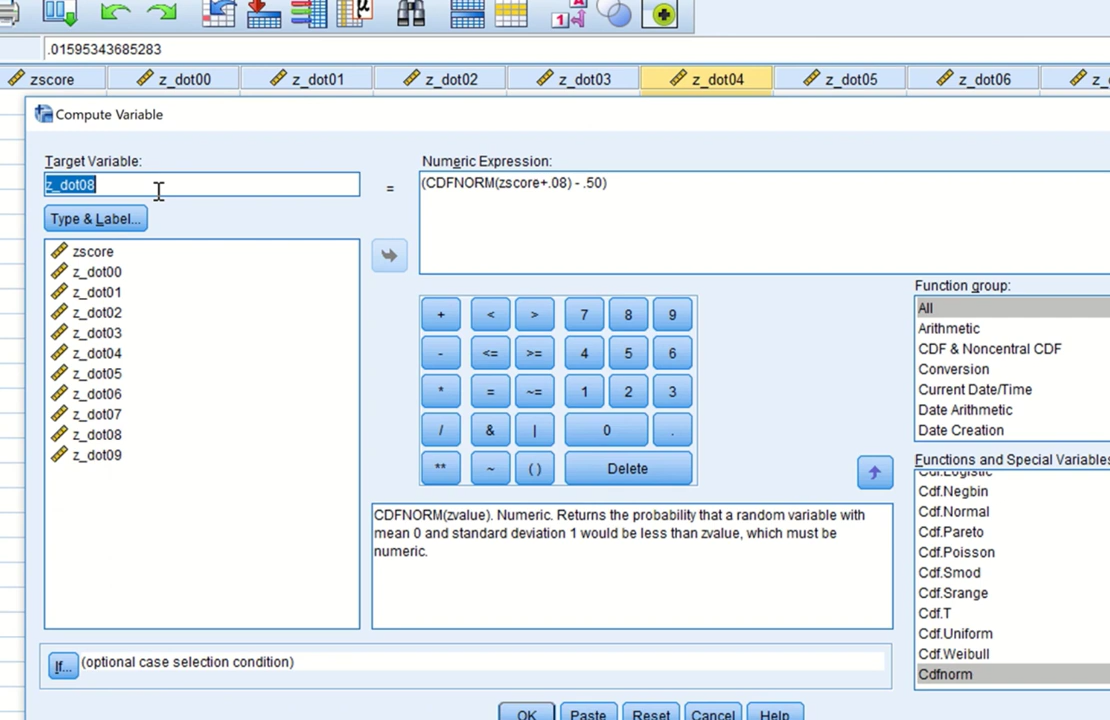 .01595343685283
zscore z_dot00 z_dot01 z_dot02 z_dot03 z_dot04 z_dot05 z_dot06
Compute Variable
Target Variable:
z_dot08
=
Numeric Expression:
(CDFNORM(zscore+.08) - .50)
Type & Label...
zscore
z_dot00
z_dot01
z_dot02
z_dot03
z_dot04
z_dot05
z_dot06
z_dot07
z_dot08
z_dot09
+ < > 7 8 9
- <= >= 4 5 6
* = ~= 1 2 3
/ & | 0 .
** ~ ( ) Delete
CDFNORM(zvalue). Numeric. Returns the probability that a random variable with
mean 0 and standard deviation 1 would be less than zvalue, which must be
numeric.
Function group:
All
Arithmetic
CDF & Noncentral CDF
Conversion
Current Date/Time
Date Arithmetic
Date Creation
Functions and Special Variables
Cdf.Logistic
Cdf.Negbin
Cdf.Normal
Cdf.Pareto
Cdf.Poisson
Cdf.Smod
Cdf.Srange
Cdf.T
Cdf.Uniform
Cdf.Weibull
Cdfnorm
If... (optional case selection condition)
OK Paste Reset Cancel Help